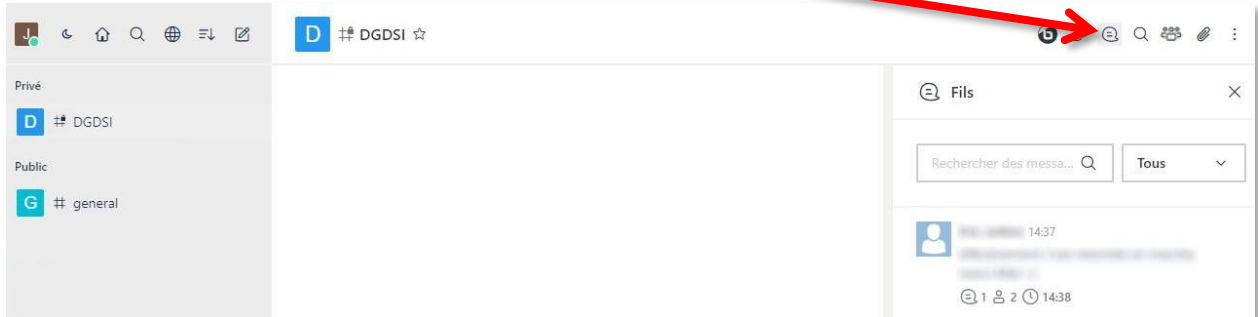 J
D DGDSI
Privé
D DGDSI
Public
G # general
Fils
Rechercher des messa... Tous
14:37
1 2 14:38